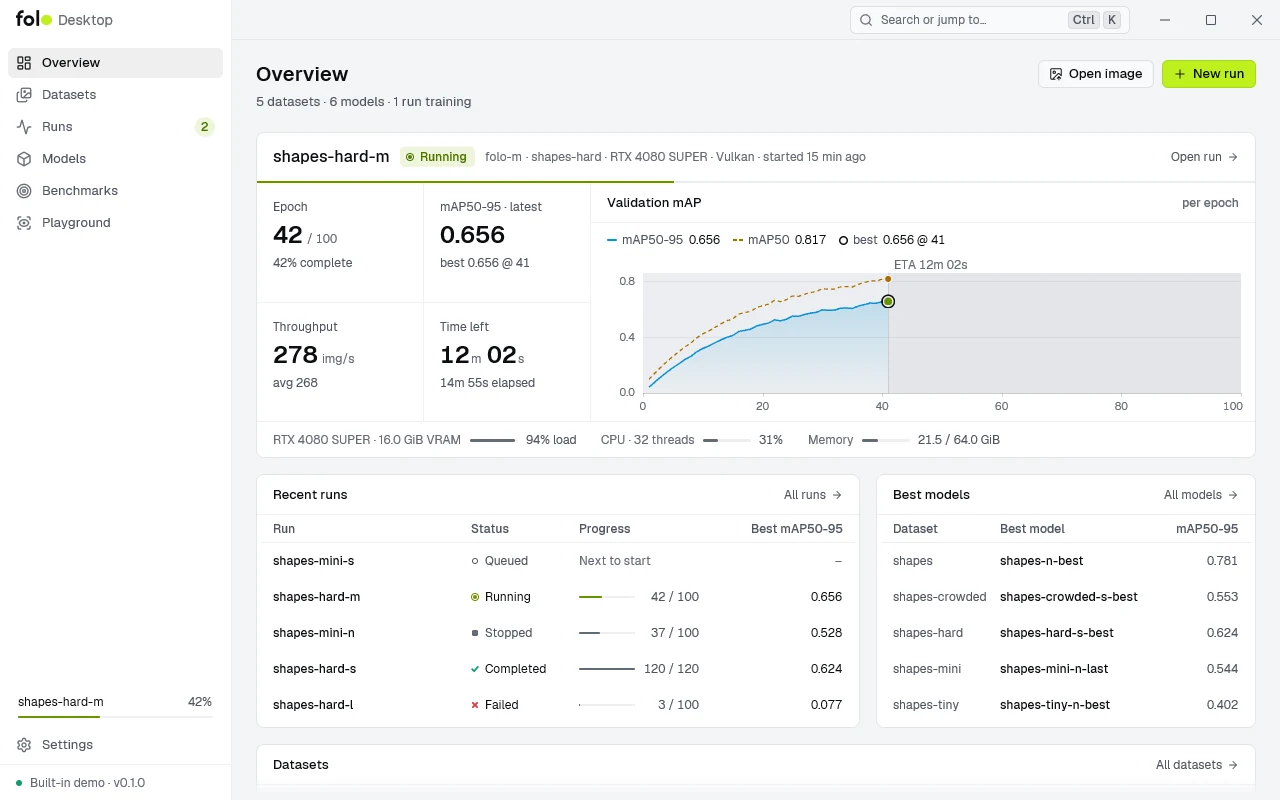 folo Desktop
Search or jump to… Ctrl K
Overview
Datasets
Runs 2
Models
Benchmarks
Playground
shapes-hard-m 42%
Settings
Built-in demo · v0.1.0
Overview
5 datasets · 6 models · 1 run training
Open image
New run
shapes-hard-m Running folo-m · shapes-hard · RTX 4080 SUPER · Vulkan · started 15 min ago Open run
Epoch
42 / 100
42% complete
mAP50-95 · latest
0.656
best 0.656 @ 41
Throughput
278 img/s
avg 268
Time left
12m 02s
14m 55s elapsed
Validation mAP per epoch
mAP50-95 0.656 mAP50 0.817 best 0.656 @ 41
ETA 12m 02s
0.8
0.4
0.0
0 20 40 60 80 100
RTX 4080 SUPER · 16.0 GiB VRAM 94% load CPU · 32 threads 31% Memory 21.5 / 64.0 GiB
Recent runs All runs
Run Status Progress Best mAP50-95
shapes-mini-s Queued Next to start –
shapes-hard-m Running 42 / 100 0.656
shapes-mini-n Stopped 37 / 100 0.528
shapes-hard-s Completed 120 / 120 0.624
shapes-hard-l Failed 3 / 100 0.077
Best models All models
Dataset Best model mAP50-95
shapes shapes-n-best 0.781
shapes-crowded shapes-crowded-s-best 0.553
shapes-hard shapes-hard-s-best 0.624
shapes-mini shapes-mini-n-last 0.544
shapes-tiny shapes-tiny-n-best 0.402
Datasets All datasets